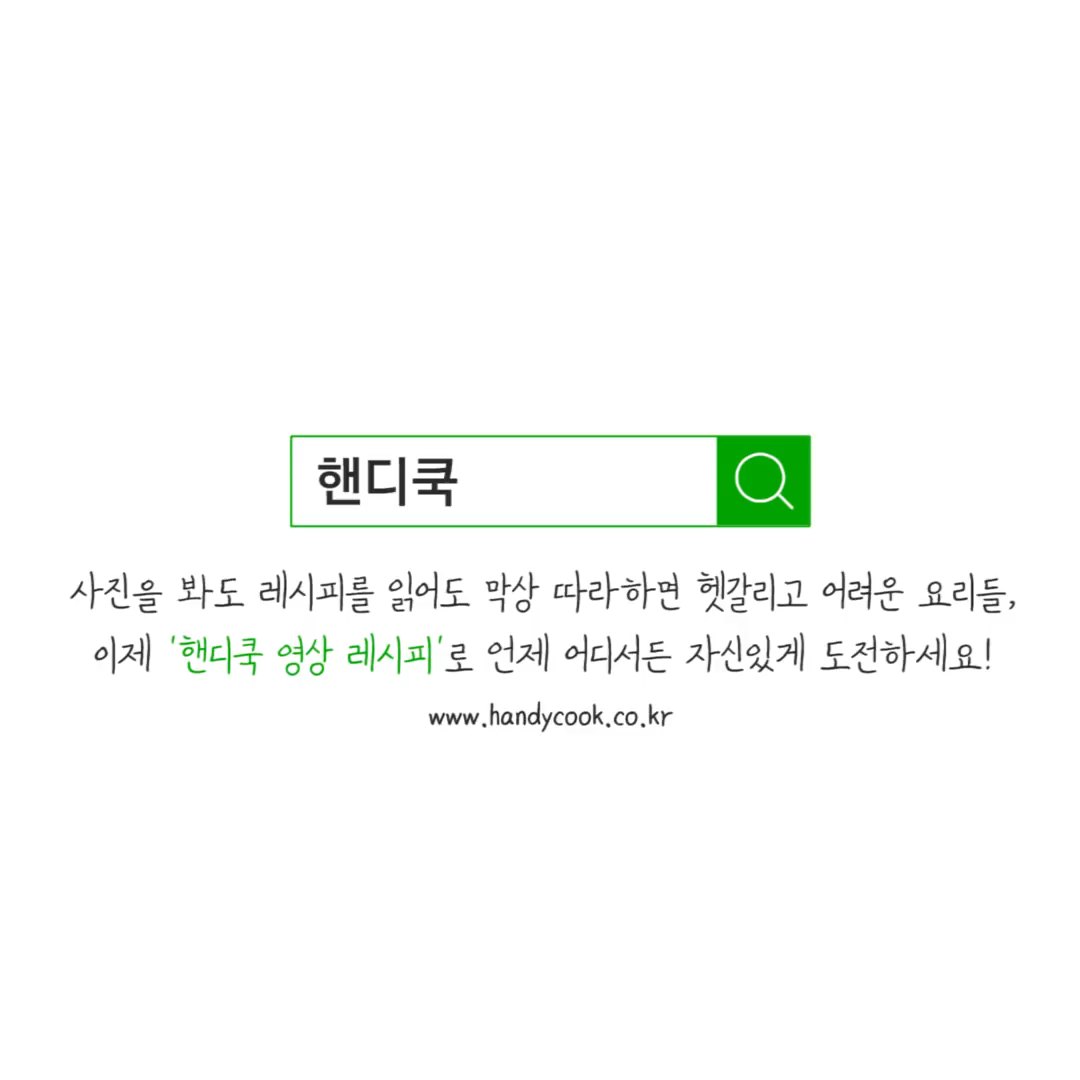 핸디쿡
사진을 봐도 레시피를 읽어도 막상 따라하면 헷갈리고 어려운 요리들,
이제 '핸디쿡 영상 레시피'로 언제 어디서든 자신있게 도전하세요!
www.handycook.co.kr